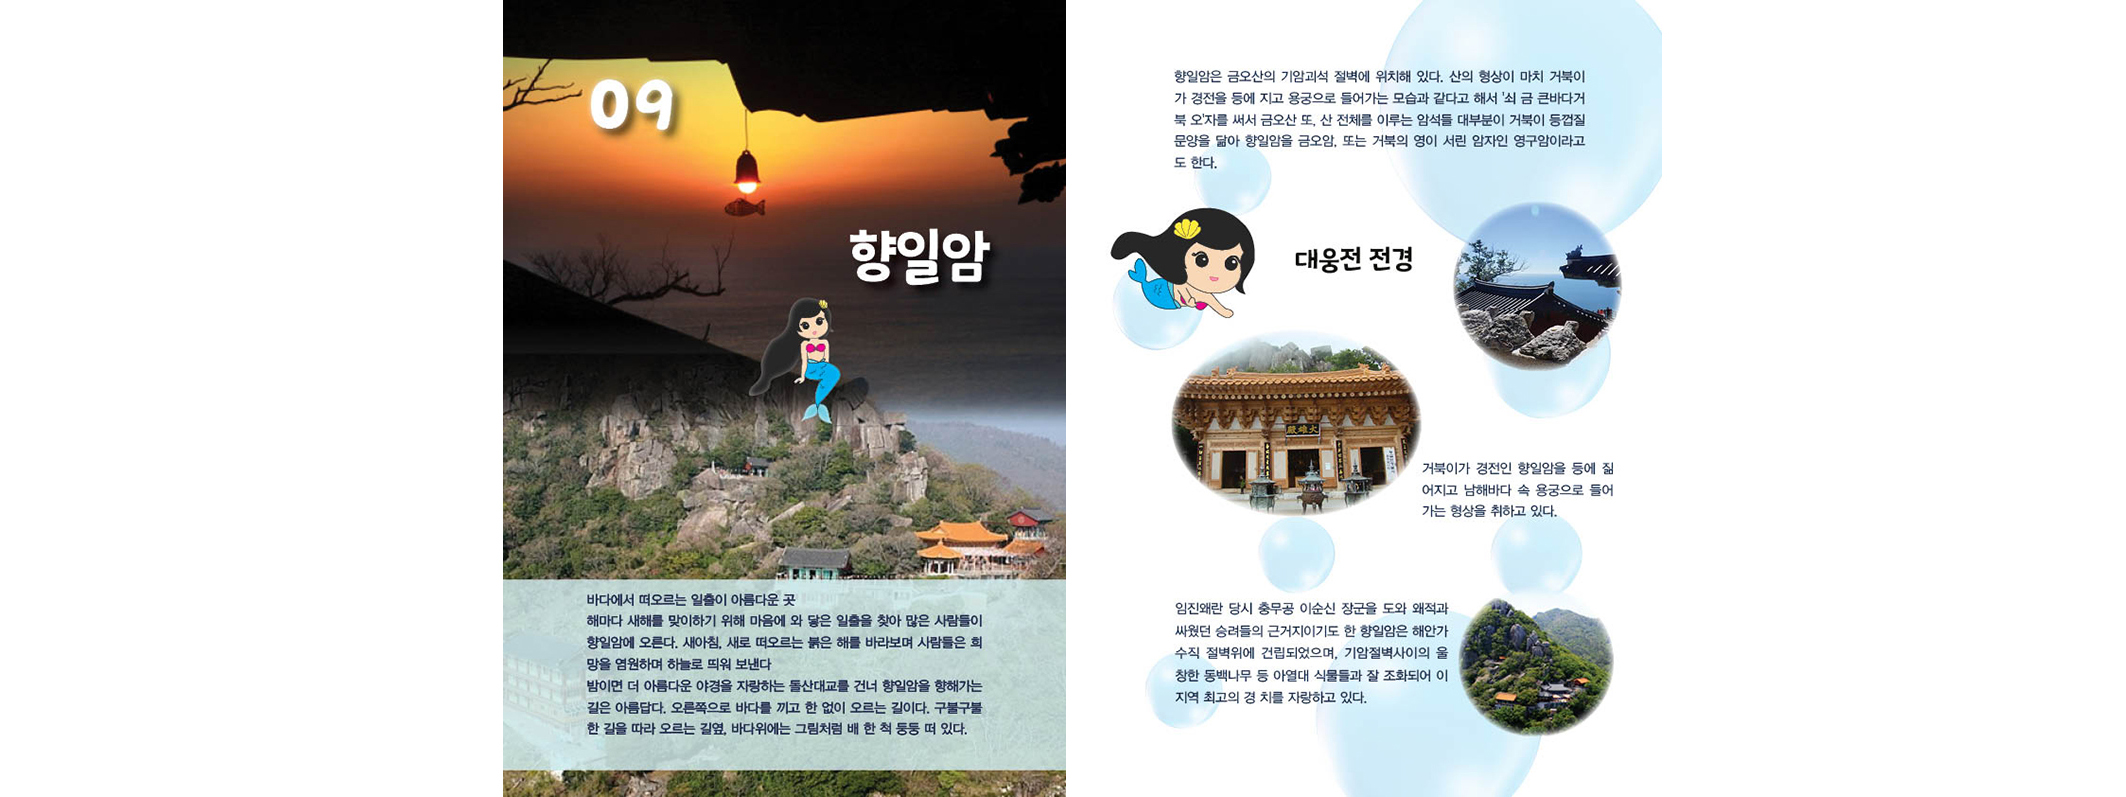 09
향일암
바다에서 떠오르는 일출이 아름다운 곳
해마다 새해를 맞이하기 위해 마음에 와 닿은 일출을 찾아 많은 사람들이
향일암에 오른다. 새아침, 새로 떠오르는 붉은 해를 바라보며 사람들은 희
망을 염원하며 하늘로 띄워 보낸다
밤이면 더 아름다운 야경을 자랑하는 돌산대교를 건너 향일암을 향해가는
길은 아름답다. 오른쪽으로 바다를 끼고 한 없이 오르는 길이다. 구불구불
한 길을 따라 오르는 길옆, 바다위에는 그림처럼 배 한 척 둥둥 떠 있다.
향일암은 금오산의 기암괴석 절벽에 위치해 있다. 산의 형상이 마치 거북이
가 경전을 등에 지고 용궁으로 들어가는 모습과 같다고 해서 '쇠 금 큰바다거
북 오'자를 써서 금오산 또, 산 전체를 이루는 암석들 대부분이 거북이 등껍질
문양을 닮아 향일암을 금오암, 또는 거북의 영이 서린 암자인 영구암이라고
도 한다.
대웅전 전경
殿雄大
거북이가 경전인 향일암을 등에 짊
어지고 남해바다 속 용궁으로 들어
가는 형상을 취하고 있다.
임진왜란 당시 충무공 이순신 장군을 도와 왜적과
싸웠던 승려들의 근거지이기도 한 향일암은 해안가
수직 절벽위에 건립되었으며, 기암절벽사이의 울
창한 동백나무 등 아열대 식물들과 잘 조화되어 이
지역 최고의 경 치를 자랑하고 있다.